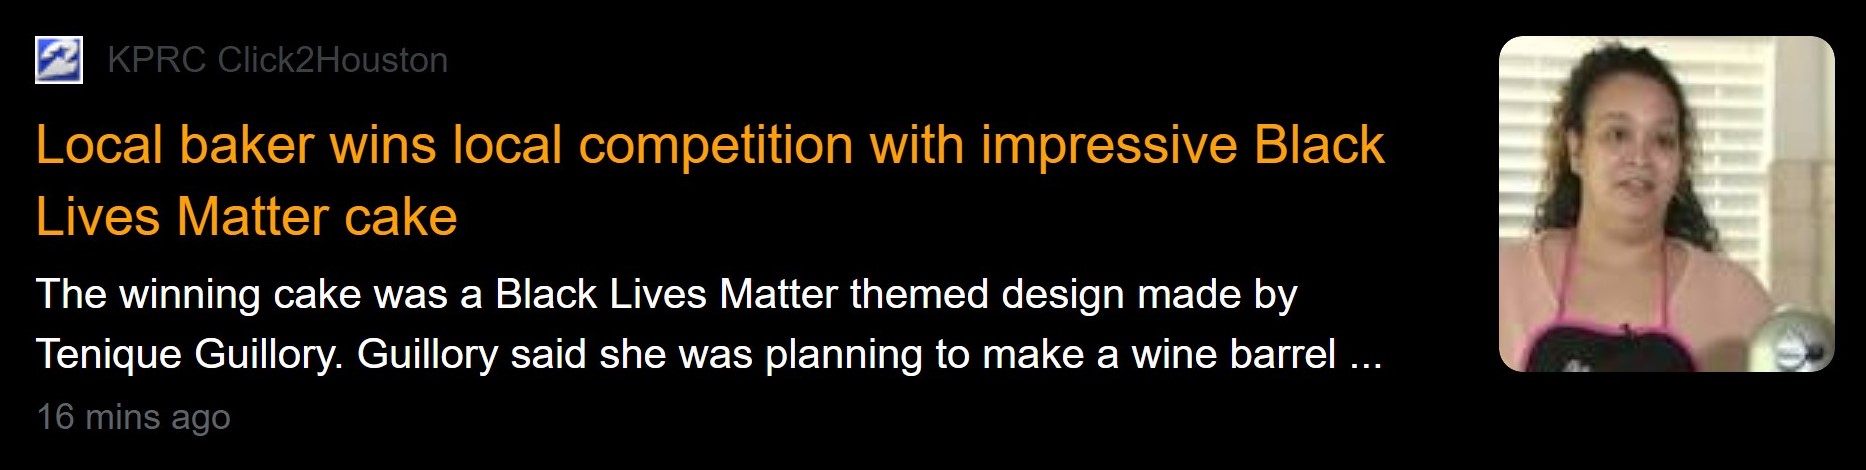 KPRC Click2Houston
Local baker wins local competition with impressive Black
Lives Matter cake
The winning cake was a Black Lives Matter themed design made by
Tenique Guillory. Guillory said she was planning to make a wine barrel ...
16 mins ago